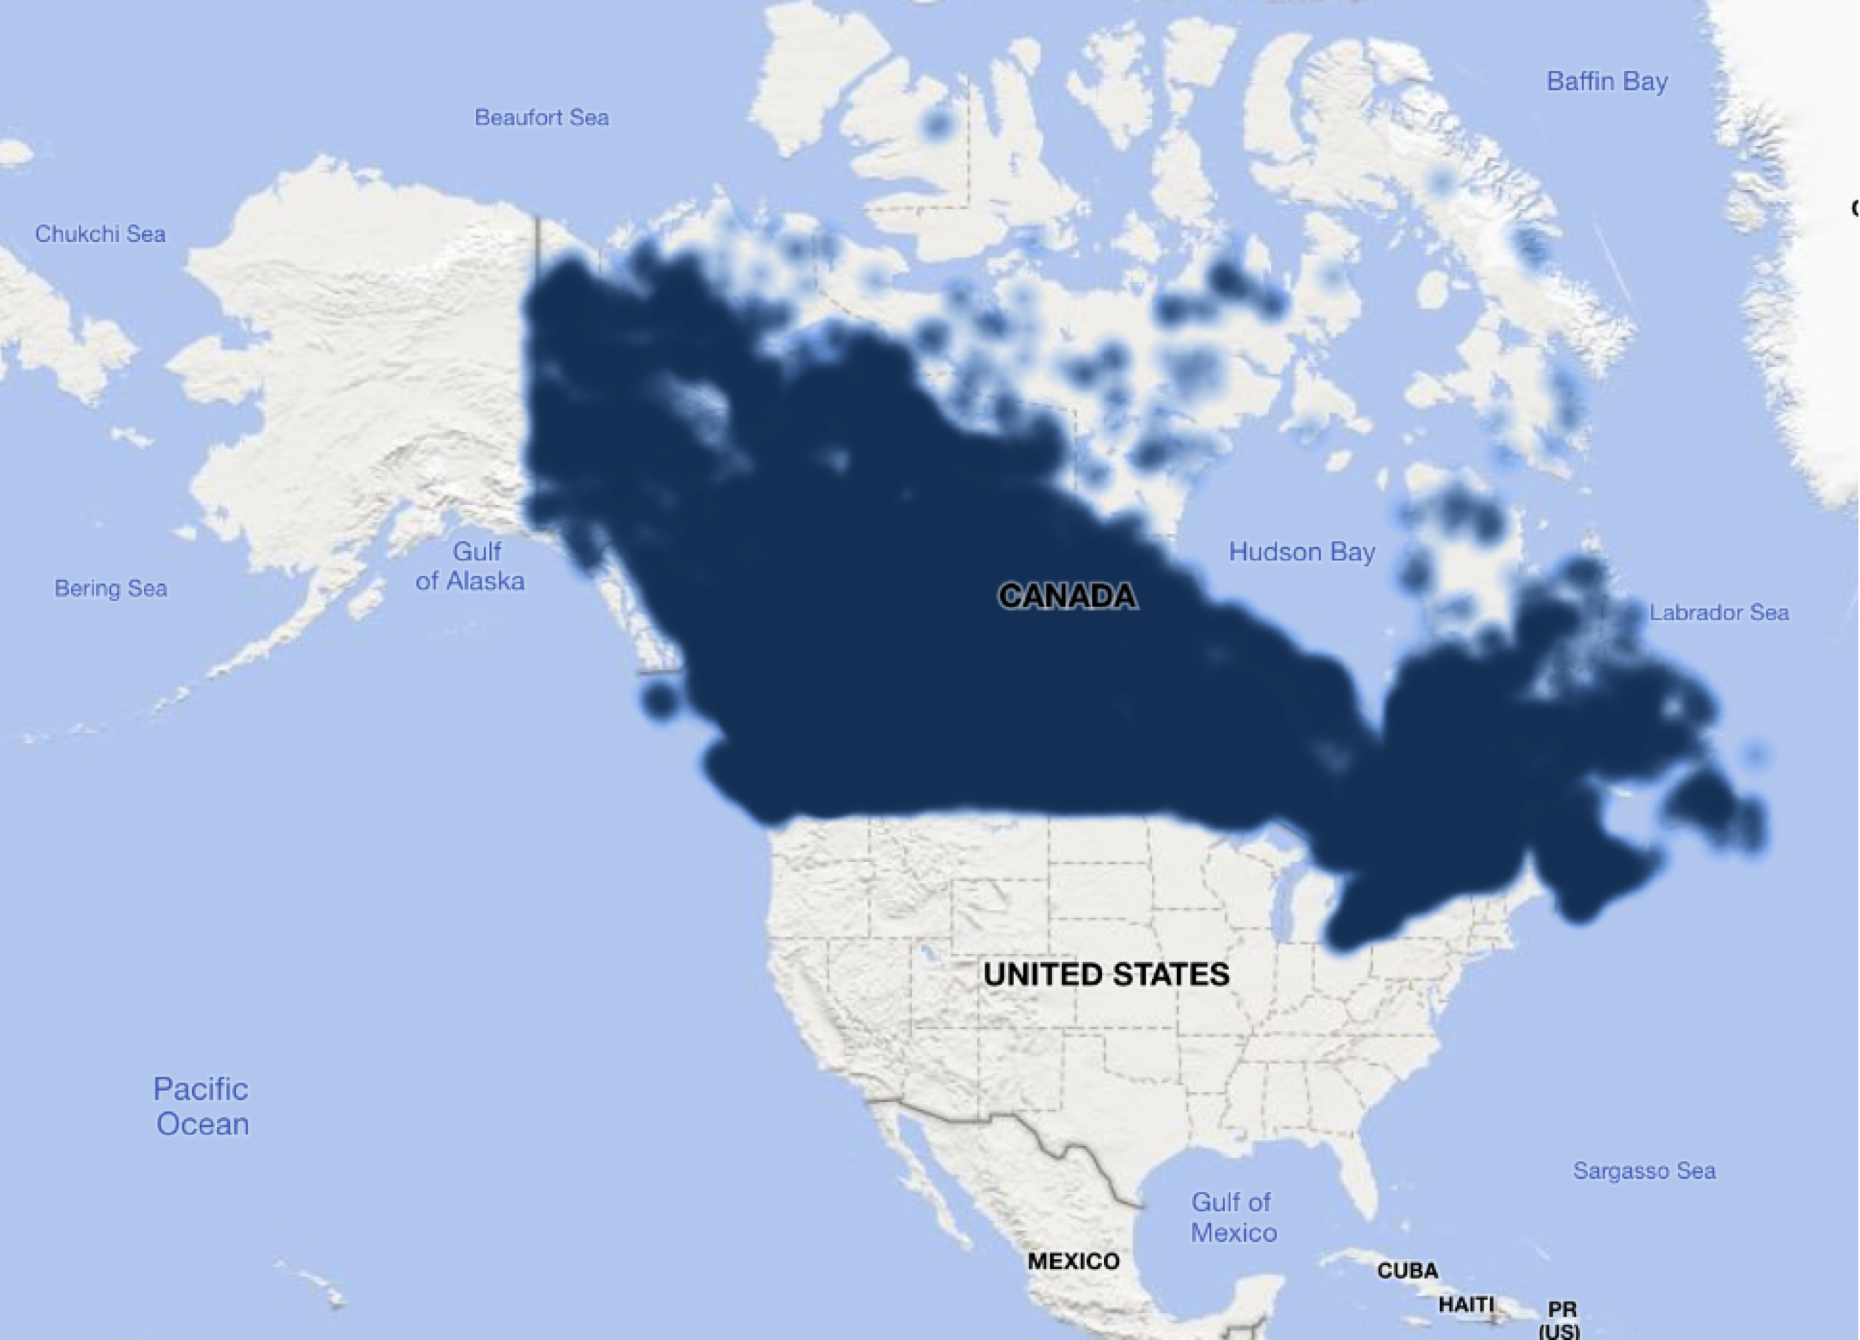 Baffin Bay
Beaufort Sea
Chukchi Sea
Gulf
of Alaska
Hudson Bay
Bering Sea
CANADA
Labrador Sea
UNITED STATES
Pacific
Ocean
Sargasso Sea
Gulf of
Mexico
MEXICO
CUBA
HAITI
PR
(US)